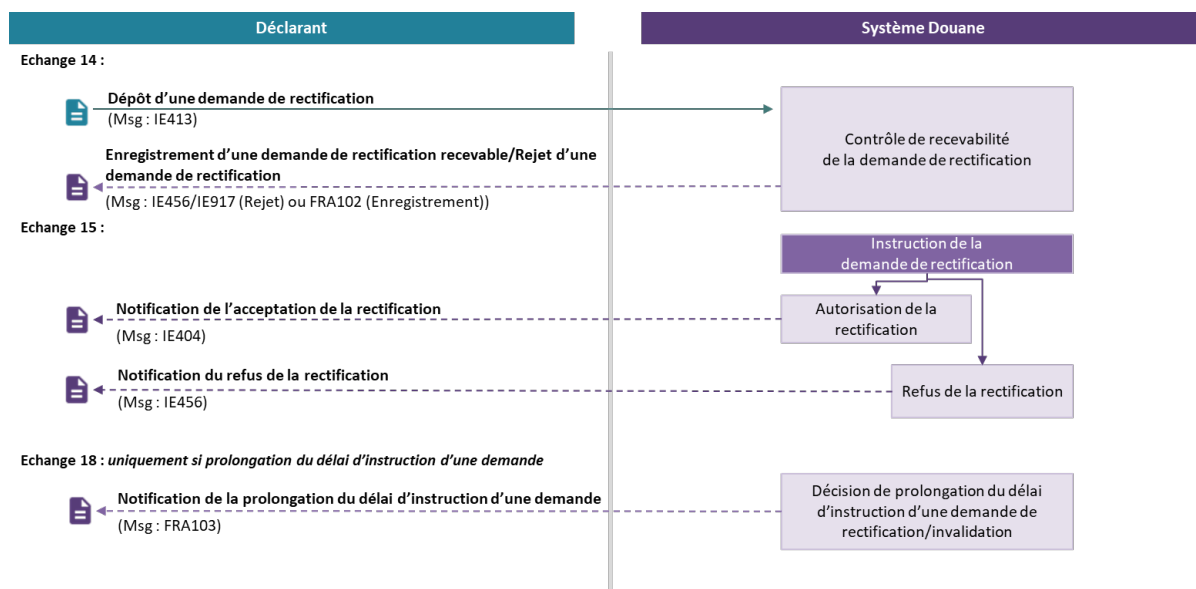 Déclarant
Système Douane
Echange 14 :
Dépôt d'une demande de rectification
(Msg : IE413)
Contrôle de recevabilité
de la demande de rectification
Enregistrement d'une demande de rectification recevable/Rejet d'une
demande de rectification
(Msg : IE456/IE917 (Rejet) ou FRA102 (Enregistrement))
Echange 15 :
Instruction de la
demande de rectification
Notification de l'acceptation de la rectification
(Msg : IE404)
Autorisation de la
rectification
Notification du refus de la rectification
(Msg : IE456)
Refus de la rectification
Echange 18 : uniquement si prolongation du délai d'instruction d'une demande
Notification de la prolongation du délai d'instruction d'une demande
(Msg : FRA103)
Décision de prolongation du délai
d'instruction d'une demande de
rectification/invalidation